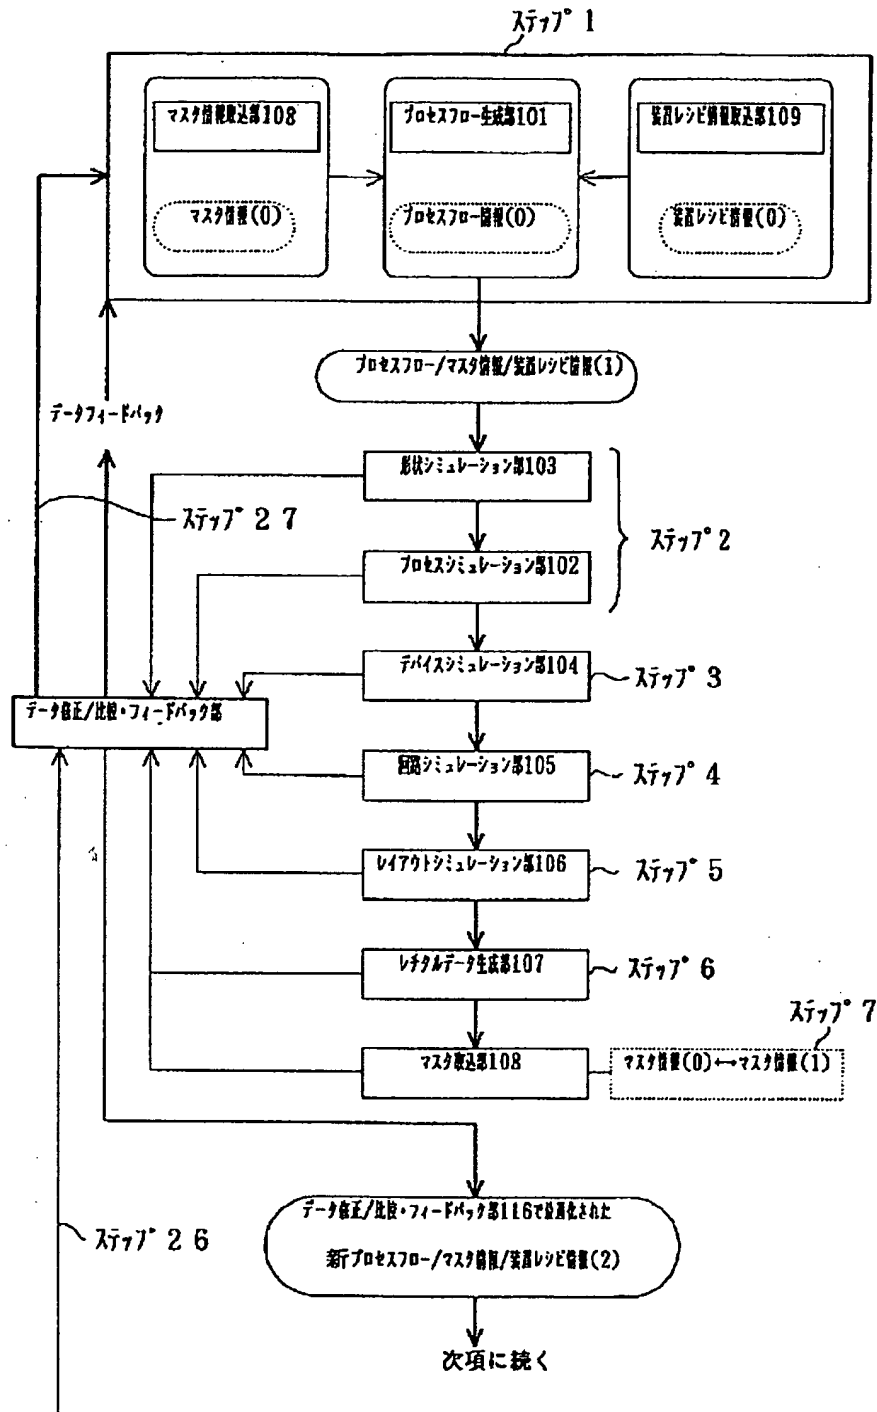 ステップ 1
マスタ情報取込部108
プロセスフロー生成部101
装置レシピ情報取込部109
マスタ情報(0)
プロセスフロー情報(0)
装置レシピ情報(0)
プロセスフロー/マスタ情報/装置レシピ情報(1)
データフィードバック
形状シミュレーション部103
ステップ 27
ステップ 2
プロセスシミュレーション部102
デバイスシミュレーション部104
ステップ 3
データ修正/比較・フィードバック部
回路シミュレーション部105
ステップ 4
レイアウトシミュレーション部106
ステップ 5
レチクルデータ生成部107
ステップ 6
ステップ 7
マスク取込部108
マスタ情報(0)↔マスタ情報(1)
データ修正/比較・フィードバック部116で最適化された
ステップ 26
新プロセスフロー/マスタ情報/装置レシピ情報(2)
次項に続く